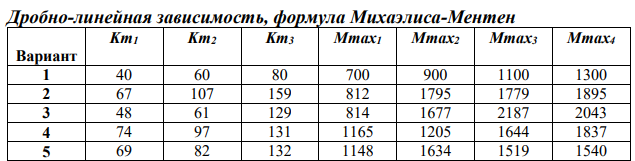 Дробно-линейная зависимость, формула Михаэлиса-Ментен
Вариант Km1 Km2 Km3 Mmax1 Mmax2 Mmax3 Mmax4
1 40 60 80 700 900 1100 1300
2 67 107 159 812 1795 1779 1895
3 48 61 129 814 1677 2187 2043
4 74 97 131 1165 1205 1644 1837
5 69 82 132 1148 1634 1519 1540